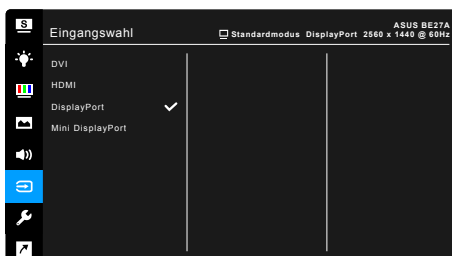 S
Eingangswahl
ASUS BE27A
Standardmodus DisplayPort 2560 x 1440 @ 60Hz
DVI
HDMI
DisplayPort
Mini DisplayPort